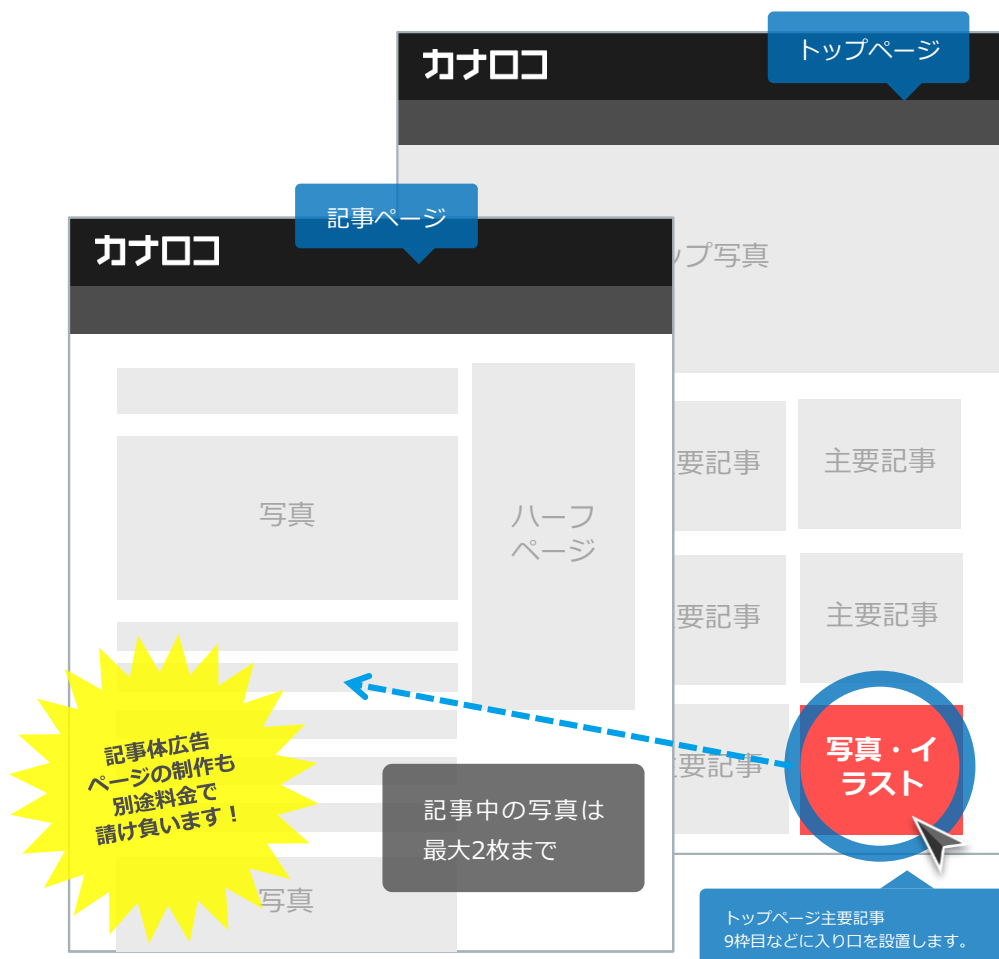 カナロコ
トップページ
ップ写真
要記事
主要記事
要記事
主要記事
主要記事
写真・イ
ラスト
トップページ主要記事
9枠目などに入り口を設置します。
記事ページ
カナロコ
写真
ハーフ
ページ
記事体広告
ページの制作も
別途料金で
請け負います！
記事中の写真は
最大2枚まで
写真